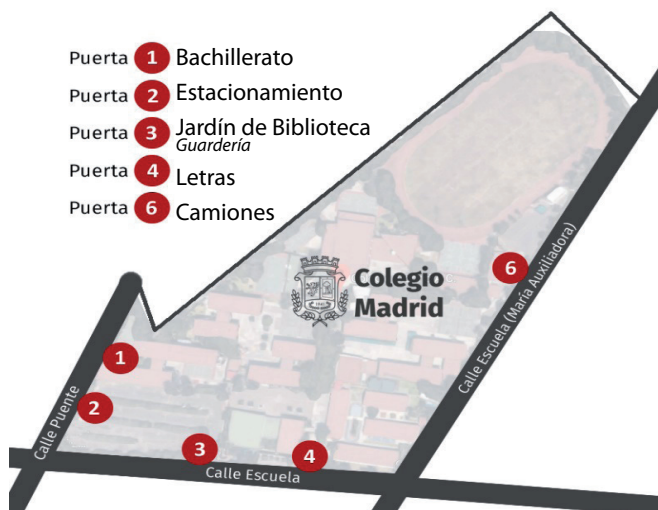 Puerta 1 Bachillerato
Puerta 2 Estacionamiento
Puerta 3 Jardín de Biblioteca
Guardería
Puerta 4 Letras
Puerta 6 Camiones
6
Colegio
Madrid
Calle Escuela (María Auxiliadora)
1
2
Calle Puente
3
4
Calle Escuela